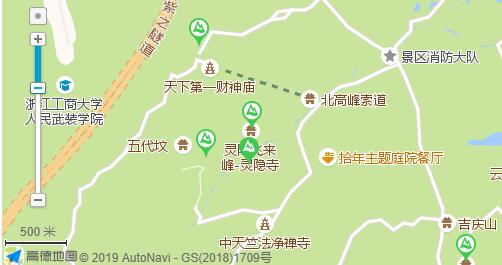 紫之隧道
景区消防大队
天下第一财神庙
浙江工商大学
人民武装学院
北高峰索道
五代坟
灵隐飞来
峰-灵隐寺
拾年主题庭院餐厅
云
吉庆山
中天竺法净禅寺
500 米
高德地图 © 2019 AutoNavi - GS(2018)1709号